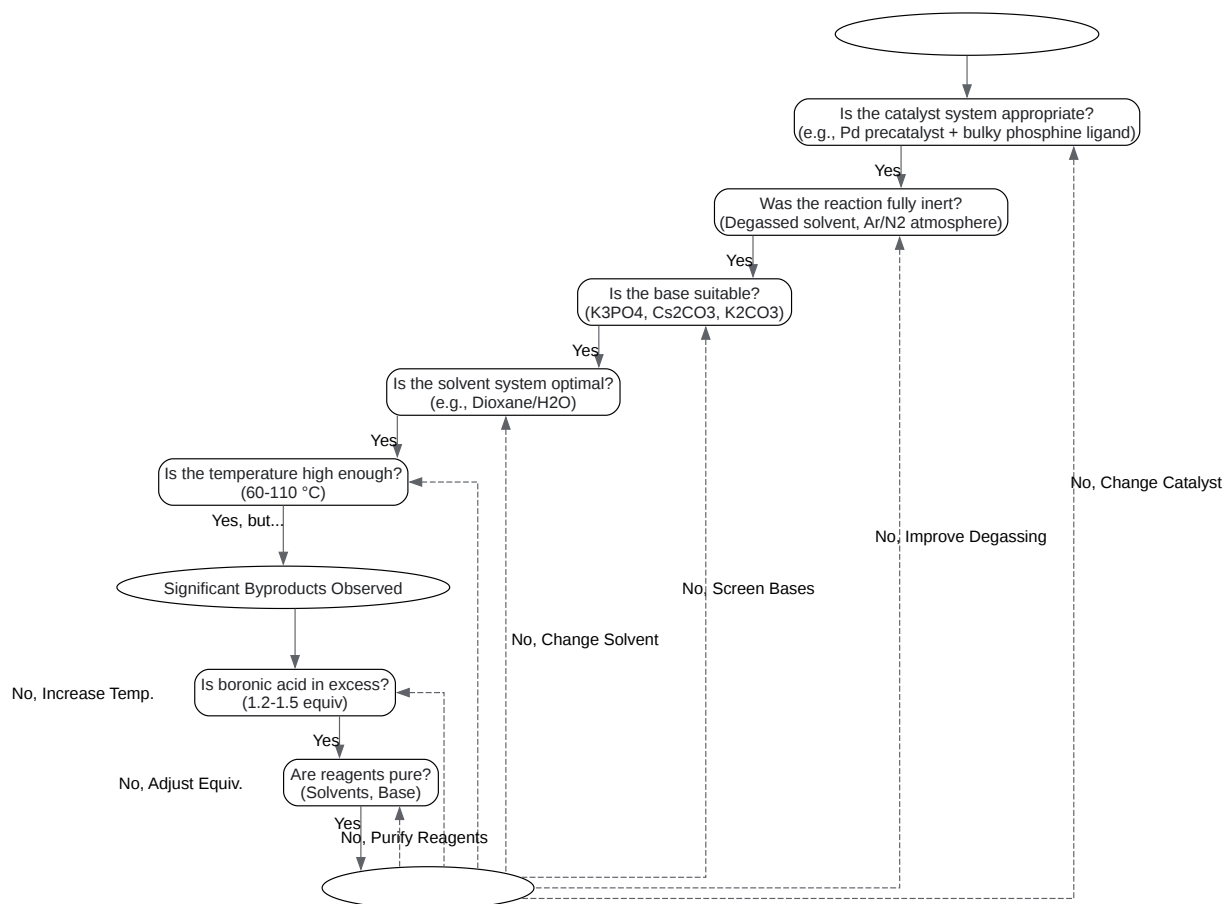 Is the catalyst system appropriate?
(e.g., Pd precatalyst + bulky phosphine ligand)
Yes
Was the reaction fully inert?
(Degassed solvent, Ar/N2 atmosphere)
Yes
Is the base suitable?
(K3PO4, Cs2CO3, K2CO3)
Yes
Is the solvent system optimal?
(e.g., Dioxane/H2O)
Yes
Is the temperature high enough?
(60-110 °C)
No, Change Catalyst
Yes, but...
No, Improve Degassing
Significant Byproducts Observed
No, Screen Bases
No, Change Solvent
Is boronic acid in excess?
(1.2-1.5 equiv)
No, Increase Temp.
Yes
Are reagents pure?
(Solvents, Base)
No, Adjust Equiv.
Yes
No, Purify Reagents